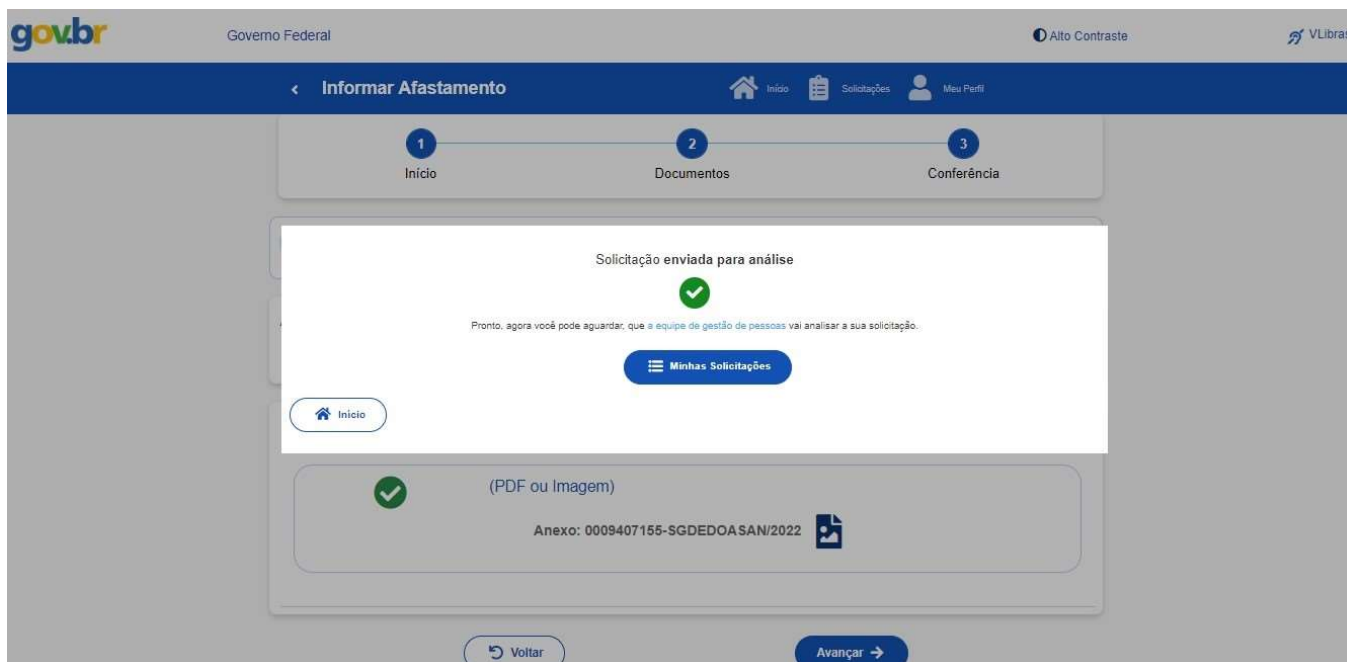 gov.br
Governo Federal
Alto Contraste
VLibras
Informar Afastamento
Início
Solicitações
Meu Perfil
1
2
3
Início
Documentos
Conferência
Solicitação enviada para análise
Pronto, agora você pode aguardar, que a equipe de gestão de pessoas vai analisar a sua solicitação.
Minhas Solicitações
Início
(PDF ou Imagem)
Anexo: 0009407155-SGDEDOASAN/2022
Voltar
Avançar